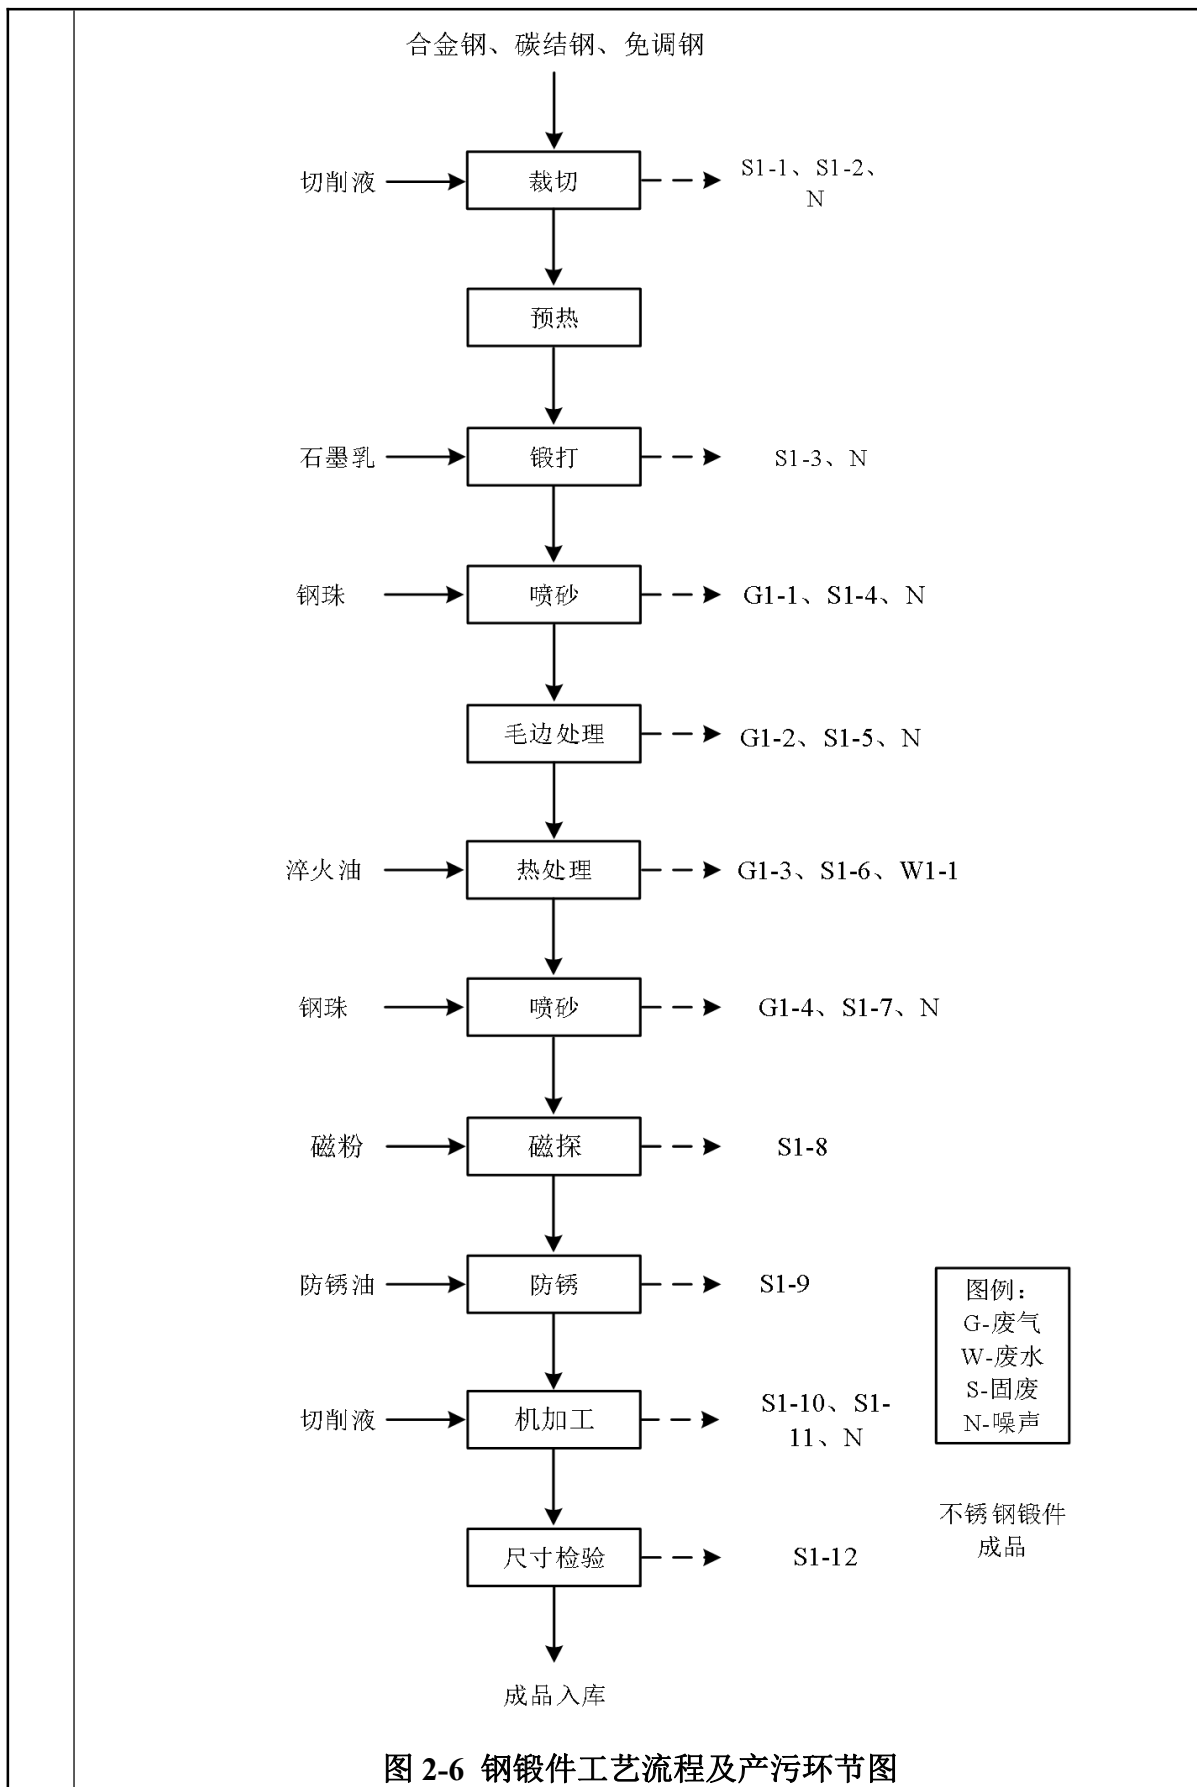 合金钢、碳结钢、免调钢
切削液
裁切
S1-1、S1-2、
N
预热
石墨乳
锻打
S1-3、N
钢珠
喷砂
G1-1、S1-4、N
毛边处理
G1-2、S1-5、N
淬火油
热处理
G1-3、S1-6、W1-1
钢珠
喷砂
G1-4、S1-7、N
磁粉
磁探
S1-8
防锈油
防锈
S1-9
切削液
机加工
S1-10、S1-
11、N
图例：
G-废气
W-废水
S-固废
N-噪声
不锈钢锻件
成品
尺寸检验
S1-12
成品入库
图 2-6 钢锻件工艺流程及产污环节图